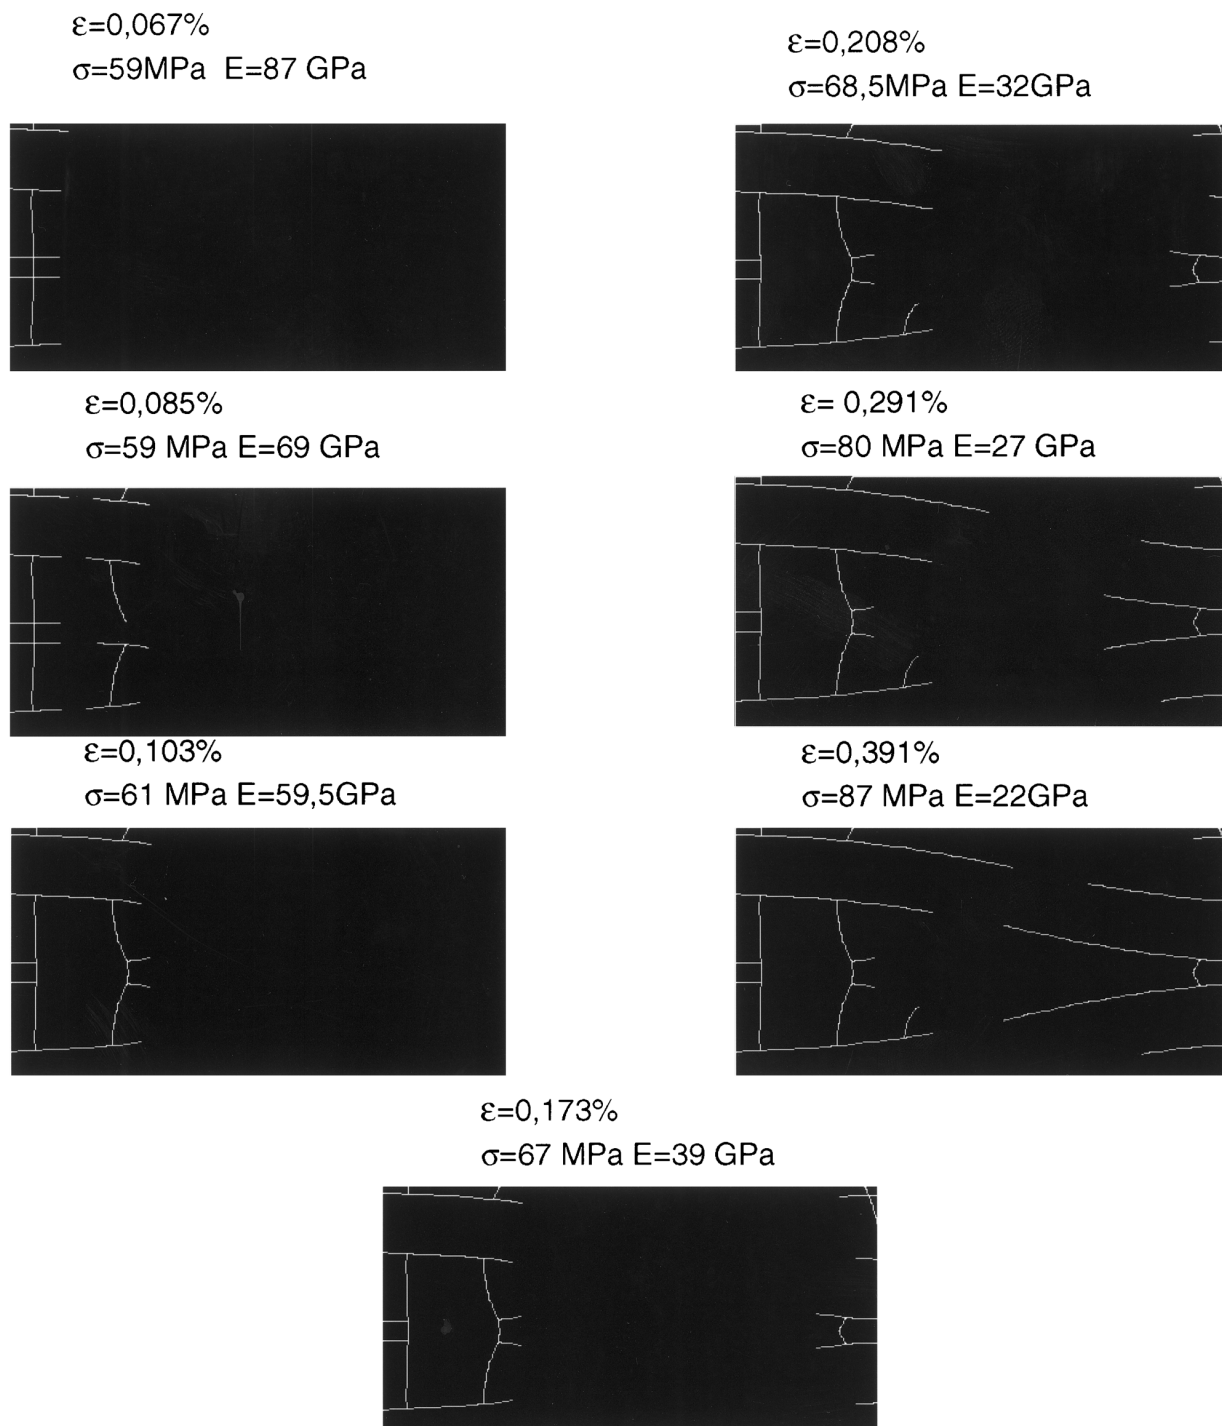 ε=0,067%
σ=59MPa E=87 GPa
ε=0,085%
σ=59 MPa E=69 GPa
ε=0,103%
σ=61 MPa E=59,5GPa
ε=0,208%
σ=68,5MPa E=32GPa
ε= 0,291%
σ=80 MPa E=27 GPa
ε=0,391%
σ=87 MPa E=22GPa
ε=0,173%
σ=67 MPa E=39 GPa